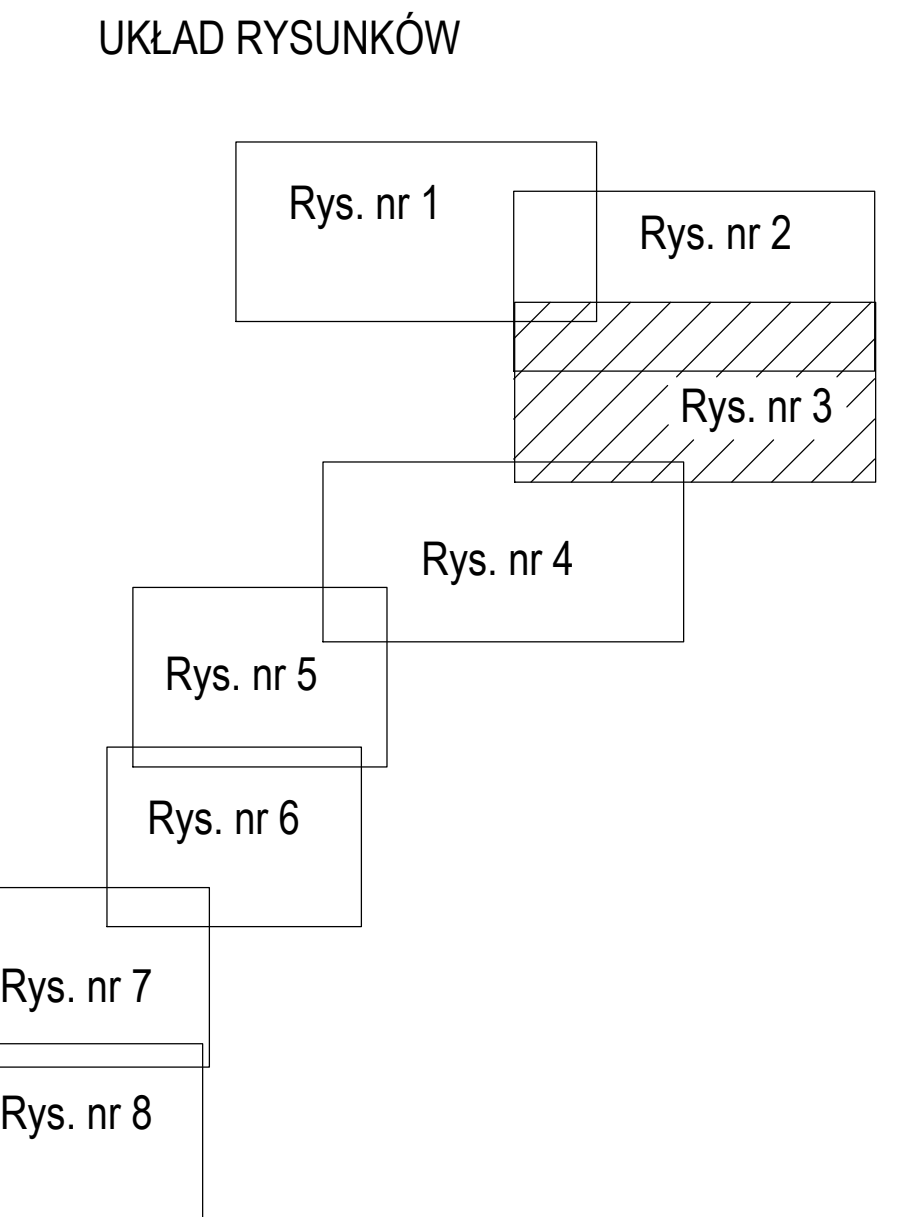 UKŁAD RYSUNKÓW
Rys. nr 1
Rys. nr 2
Rys. nr 3
Rys. nr 4
Rys. nr 5
Rys. nr 6
Rys. nr 7
Rys. nr 8